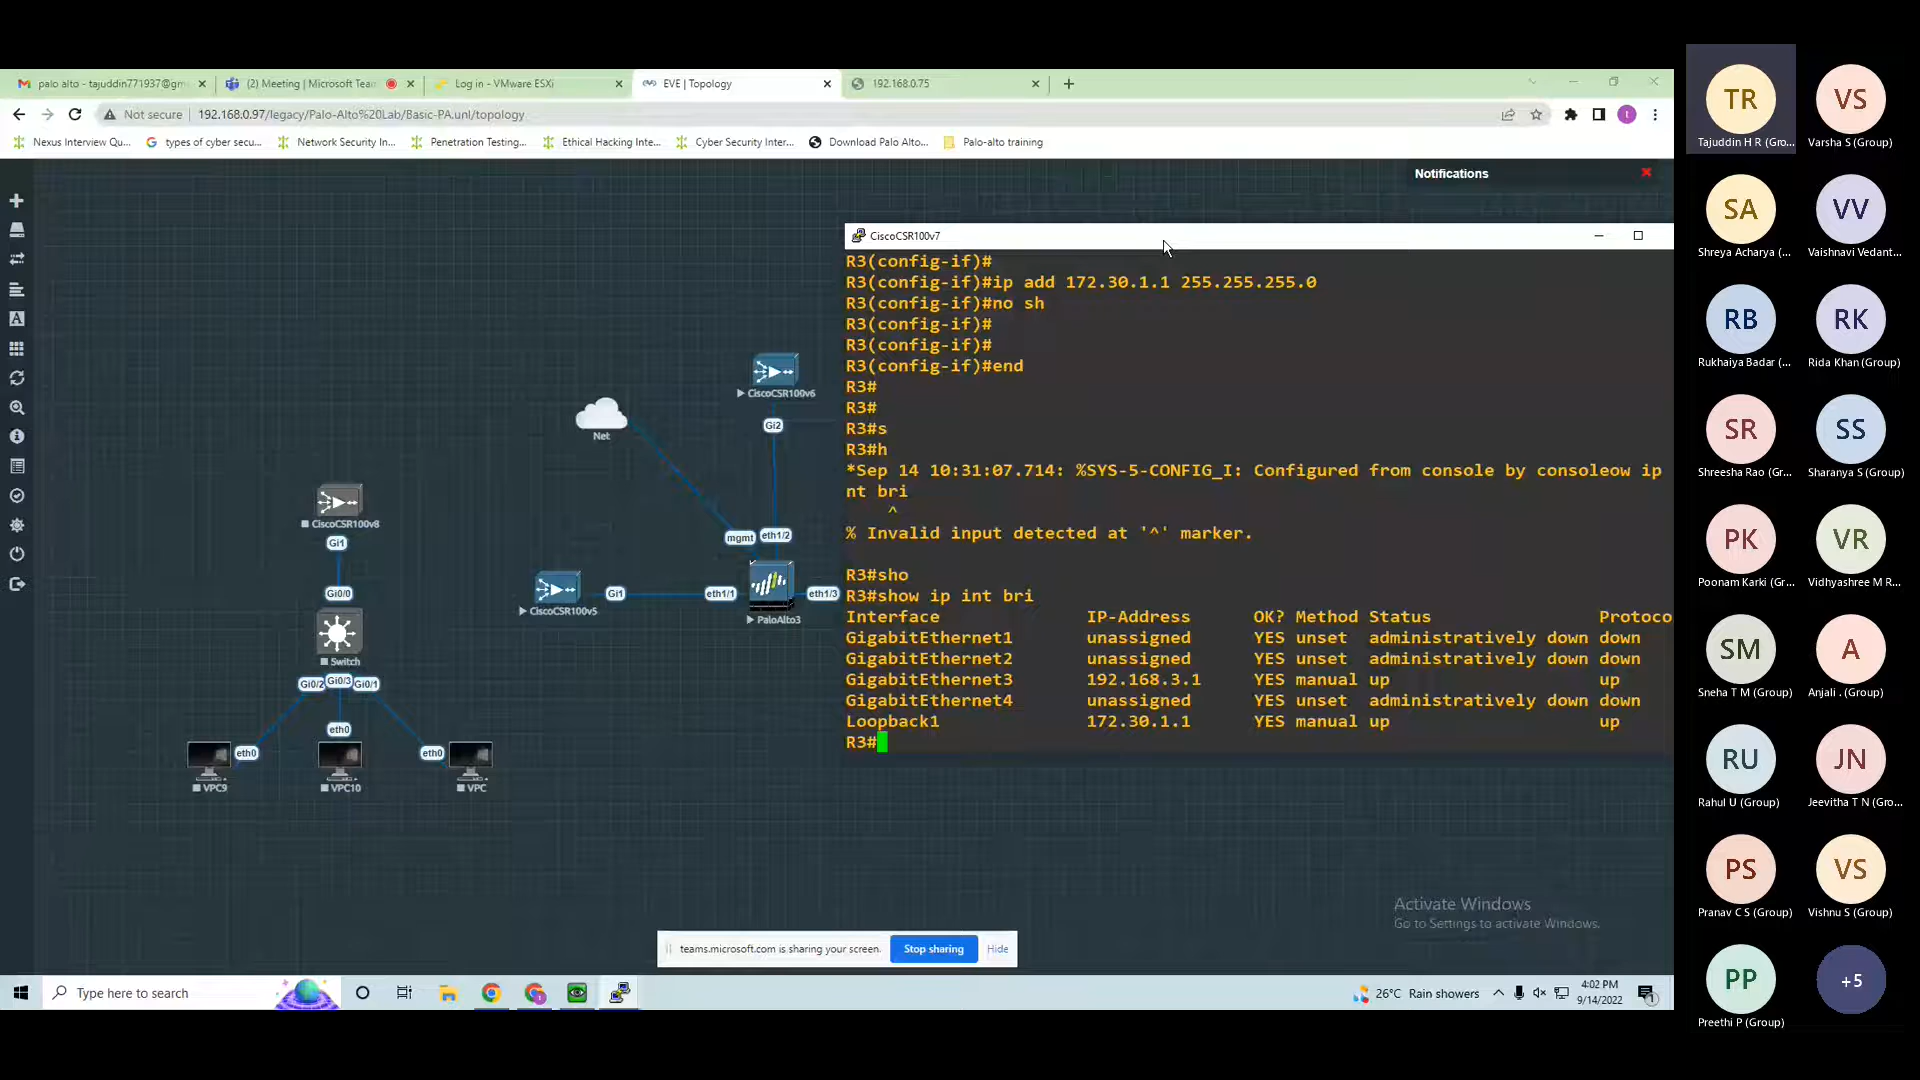 palo alto - tajuddin771937@gm
(2) Meeting | Microsoft Team
Log in - VMware ESXi
EVE | Topology
192.168.0.75
Not secure
192.168.0.97/legacy/Palo-Alto%20Lab/Basic-PA.unl/topology
t
Nexus Interview Qu...
types of cyber secu...
Network Security In...
Penetration Testing...
Ethical Hacking Inte...
Cyber Security Inter...
Download Palo Alto...
Palo-alto training
Notifications
CiscoCSR100v7
R3(config-if)#
R3(config-if)#ip add 172.30.1.1 255.255.255.0
R3(config-if)#no sh
R3(config-if)#
R3(config-if)#
R3(config-if)#end
R3#
R3#
R3#s
R3#h
*Sep 14 10:31:07.714: %SYS-5-CONFIG_I: Configured from console by consoleow ip
nt bri
^
% Invalid input detected at '^' marker.
R3#sho
R3#show ip int bri
Interface IP-Address OK? Method Status Protoco
GigabitEthernet1 unassigned YES unset administratively down down
GigabitEthernet2 unassigned YES unset administratively down down
GigabitEthernet3 192.168.3.1 YES manual up up
GigabitEthernet4 unassigned YES unset administratively down down
Loopback1 172.30.1.1 YES manual up up
R3#
CiscoCSR100v6
Gi2
Net
mgmt
eth1/2
CiscoCSR100v5
Gi1
eth1/1
eth1/3
PaloAlto3
CiscoCSR100v8
Gi1
Gi0/0
Switch
Gi0/2
Gi0/3
Gi0/1
eth0
eth0
eth0
VPC9
VPC10
VPC
Activate Windows
Go to Settings to activate Windows.
teams.microsoft.com is sharing your screen.
Stop sharing
Hide
Type here to search
26°C Rain showers
4:02 PM
9/14/2022
1
TR
Tajuddin H R (Gro...
VS
Varsha S (Group)
SA
Shreya Acharya (...
VV
Vaishnavi Vedant...
RB
Rukhaiya Badar (...
RK
Rida Khan (Group)
SR
Shreesha Rao (Gr...
SS
Sharanya S (Group)
PK
Poonam Karki (Gr...
VR
Vidhyashree M R...
SM
Sneha T M (Group)
A
Anjali . (Group)
RU
Rahul U (Group)
JN
Jeevitha T N (Gro...
PS
Pranav C S (Group)
VS
Vishnu S (Group)
PP
Preethi P (Group)
+5